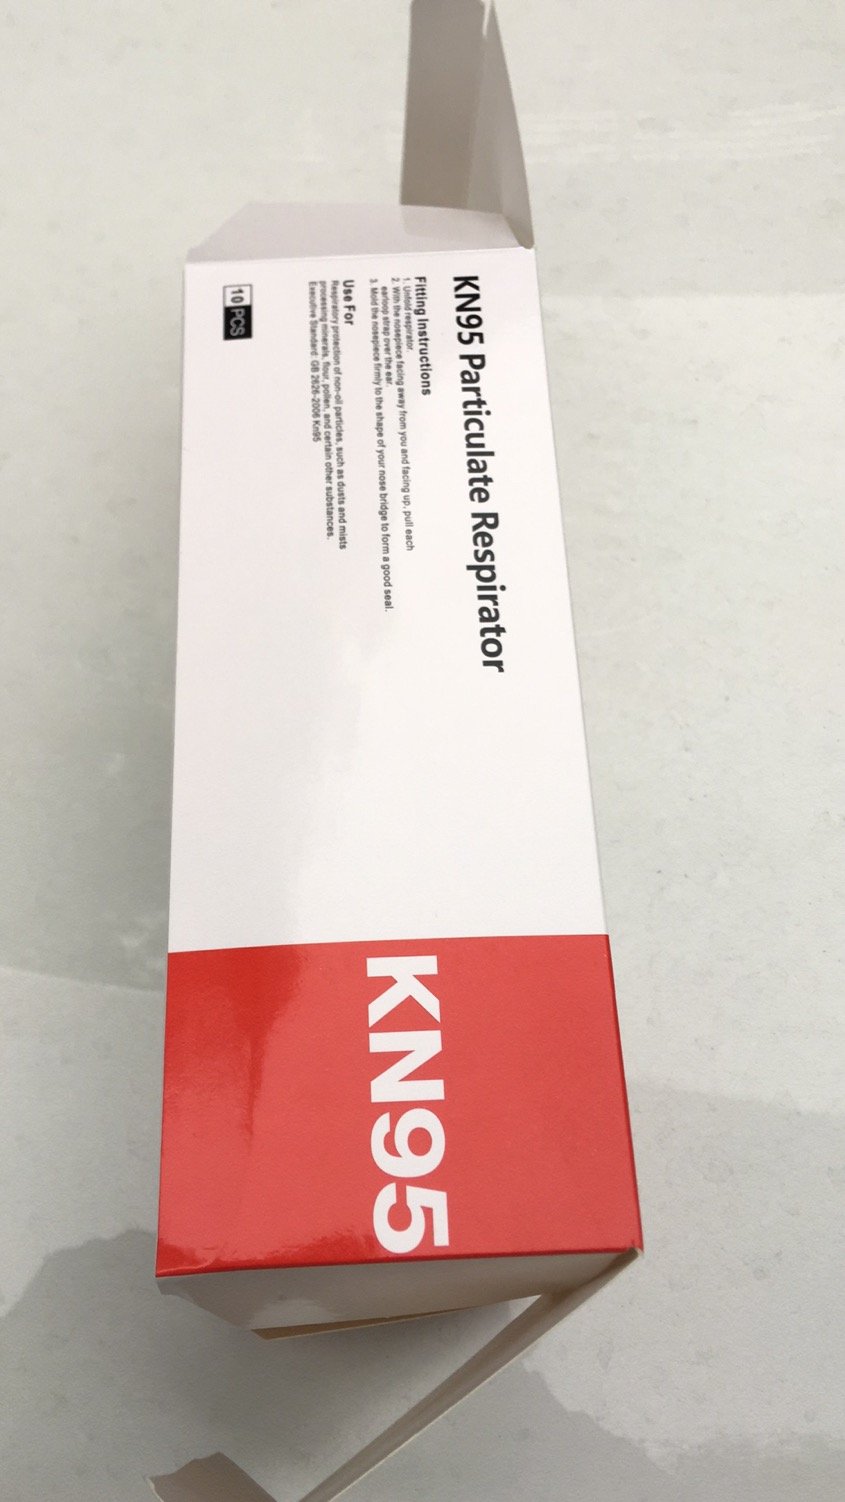 KN95 Particulate Respirator
Fitting Instructions
1. Unfold respirator.
2. With the nosepiece facing away from you and facing up, pull each
earloop strap over the ear.
3. Mold the nosepiece firmly to the shape of your nose bridge to form a good seal.
Use For
Respiratory protection of non-oil particles, such as dusts and mists
processing minerals, flour, pollen, and certain other substances.
Executive Standard: GB 2626-2006 Kn95
10 PCS
KN95